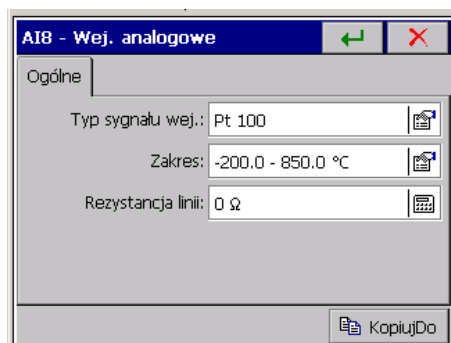 AI8 - Wej. analogowe
Ogólne
Typ sygnału wej.: Pt 100
Zakres: -200.0 - 850.0 °C
Rezystancja linii: 0 Ω
KopiujDo